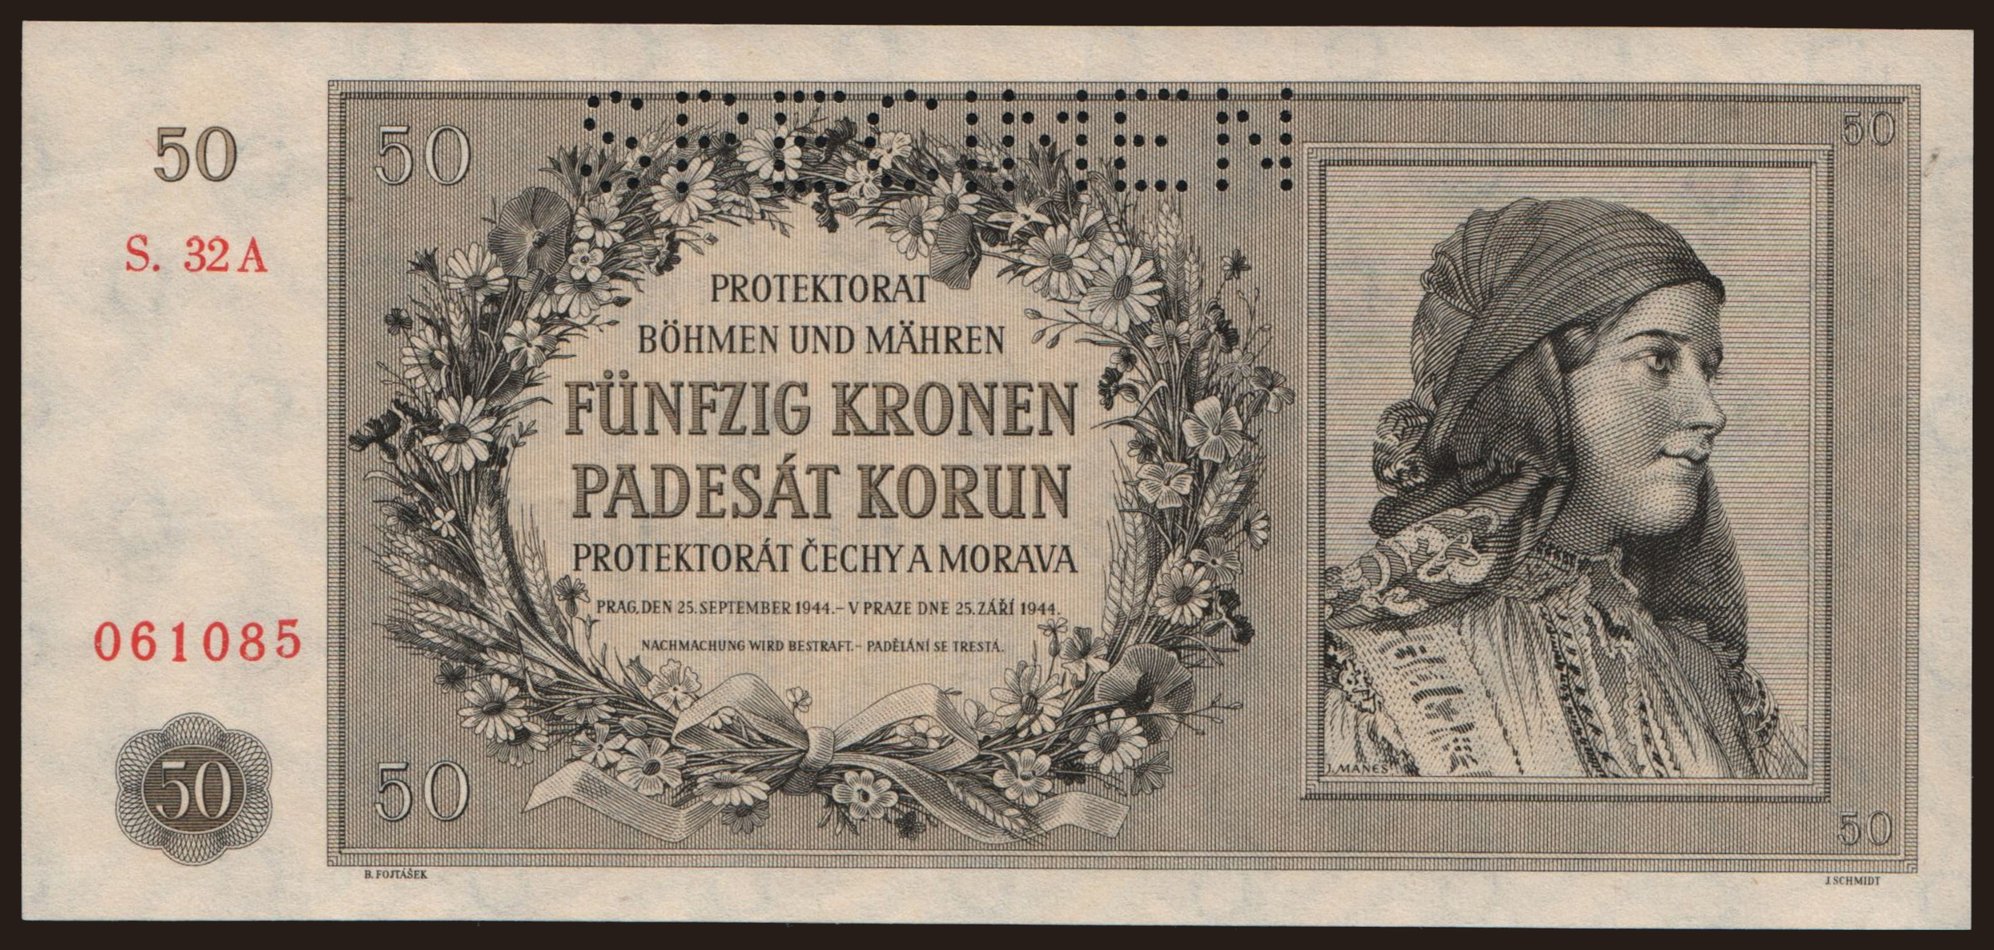 SPECIMEN
50
50
50
S. 32 A
PROTEKTORAT
BÖHMEN UND MÄHREN
FÜNFZIG KRONEN
PADESÁT KORUN
PROTEKTORÁT ČECHY A MORAVA
PRAG, DEN 25. SEPTEMBER 1944. – V PRAZE DNE 25. ZÁŘÍ 1944.
NACHMACHUNG WIRD BESTRAFT. – PADĚLÁNÍ SE TRESTÁ.
061085
J. MÁNES
50
50
50
B. FOJTÁŠEK
J. SCHMIDT